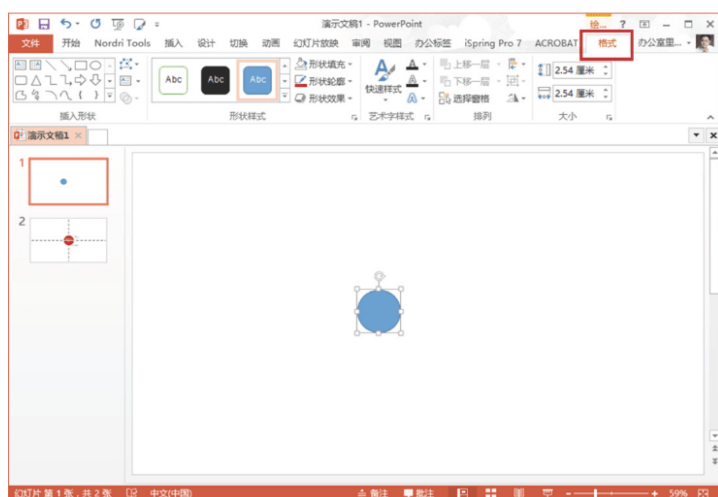 演示文稿1 - PowerPoint
绘... ?
文件 开始 Nordri Tools 插入 设计 切换 动画 幻灯片放映 审阅 视图 办公标签 iSpring Pro 7 ACROBAT 格式 办公室里...
Abc Abc Abc
形状填充
形状轮廓
形状效果
快速样式
上移一层
下移一层
选择窗格
2.54 厘米
2.54 厘米
插入形状 形状样式 艺术字样式 排列 大小
演示文稿1
1
2
幻灯片 第 1 张，共 2 张 中文(中国) 备注 批注 59%